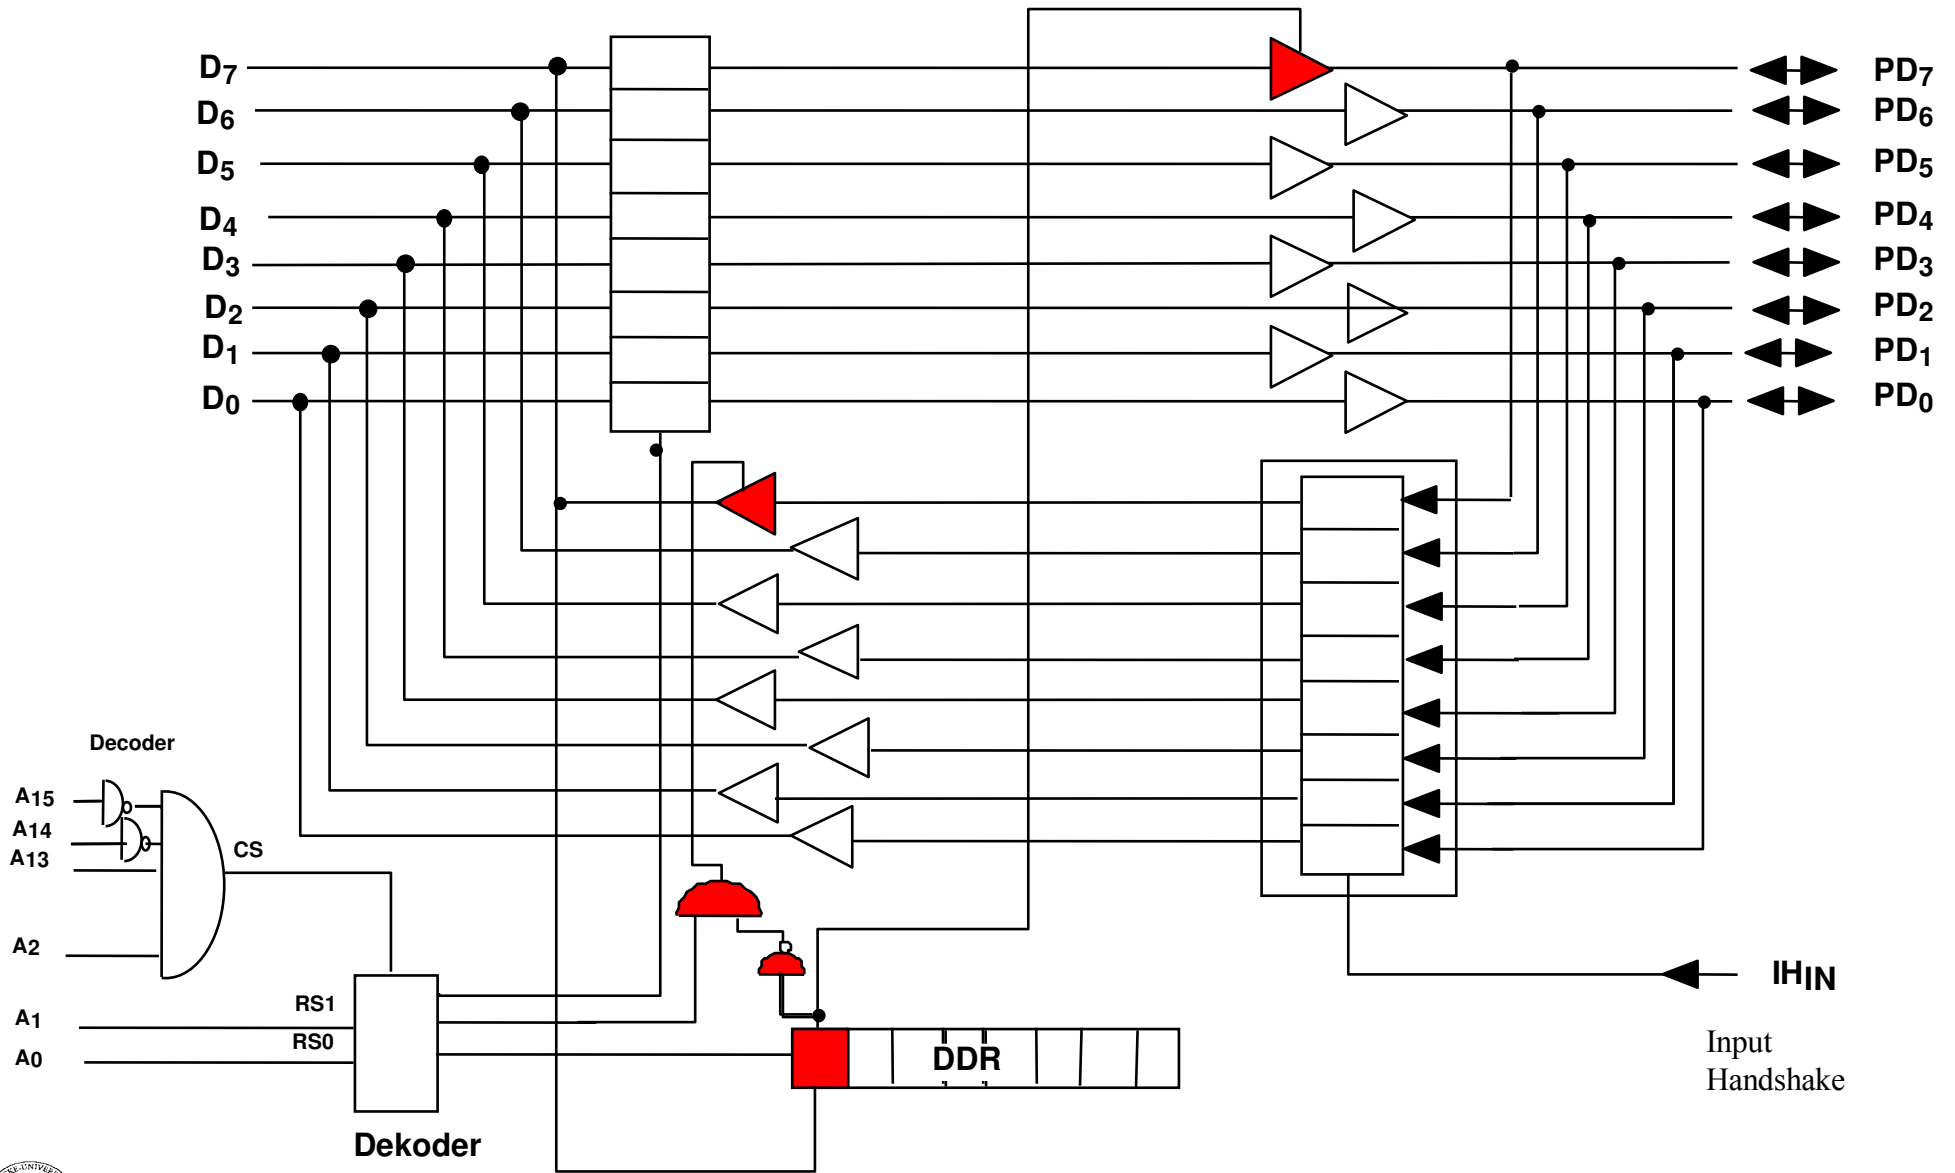 D7
PD7
D6
PD6
D5
PD5
D4
PD4
D3
PD3
D2
PD2
D1
PD1
D0
PD0
Decoder
A15
A14
A13
CS
A2
IHIN
RS1
A1
RS0
A0
DDR
Input
Handshake
Dekoder